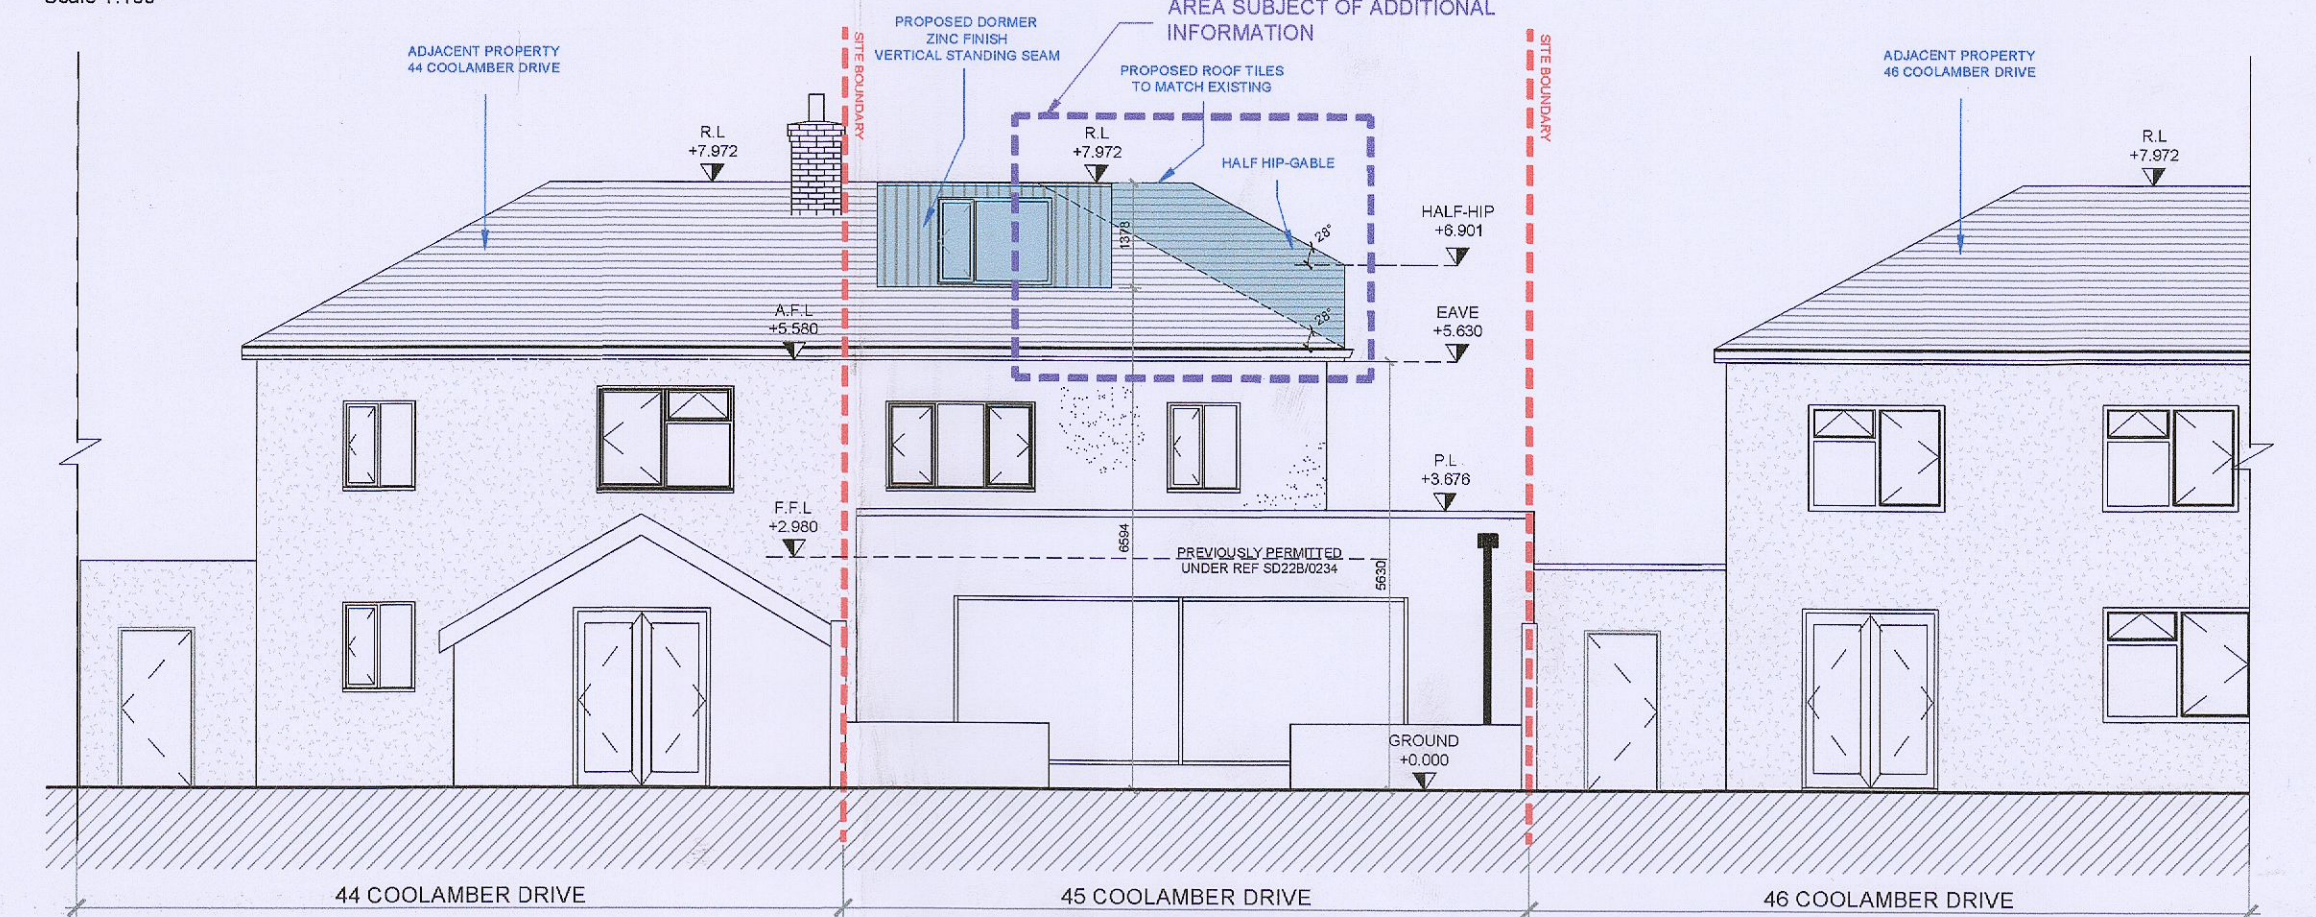 Scale 1:100
AREA SUBJECT OF ADDITIONAL
INFORMATION
PROPOSED DORMER
ZINC FINISH
VERTICAL STANDING SEAM
ADJACENT PROPERTY
44 COOLAMBER DRIVE
SITE BOUNDARY
PROPOSED ROOF TILES
TO MATCH EXISTING
SITE BOUNDARY
ADJACENT PROPERTY
46 COOLAMBER DRIVE
R.L
+7.972
R.L
+7.972
HALF HIP-GABLE
R.L
+7.972
HALF-HIP
+6.901
28°
1378
A.F.L
+5.580
28°
EAVE
+5.630
P.L
+3.676
F.F.L
+2.980
6594
PREVIOUSLY PERMITTED
UNDER REF SD22B/0234
5630
GROUND
+0.000
44 COOLAMBER DRIVE
45 COOLAMBER DRIVE
46 COOLAMBER DRIVE